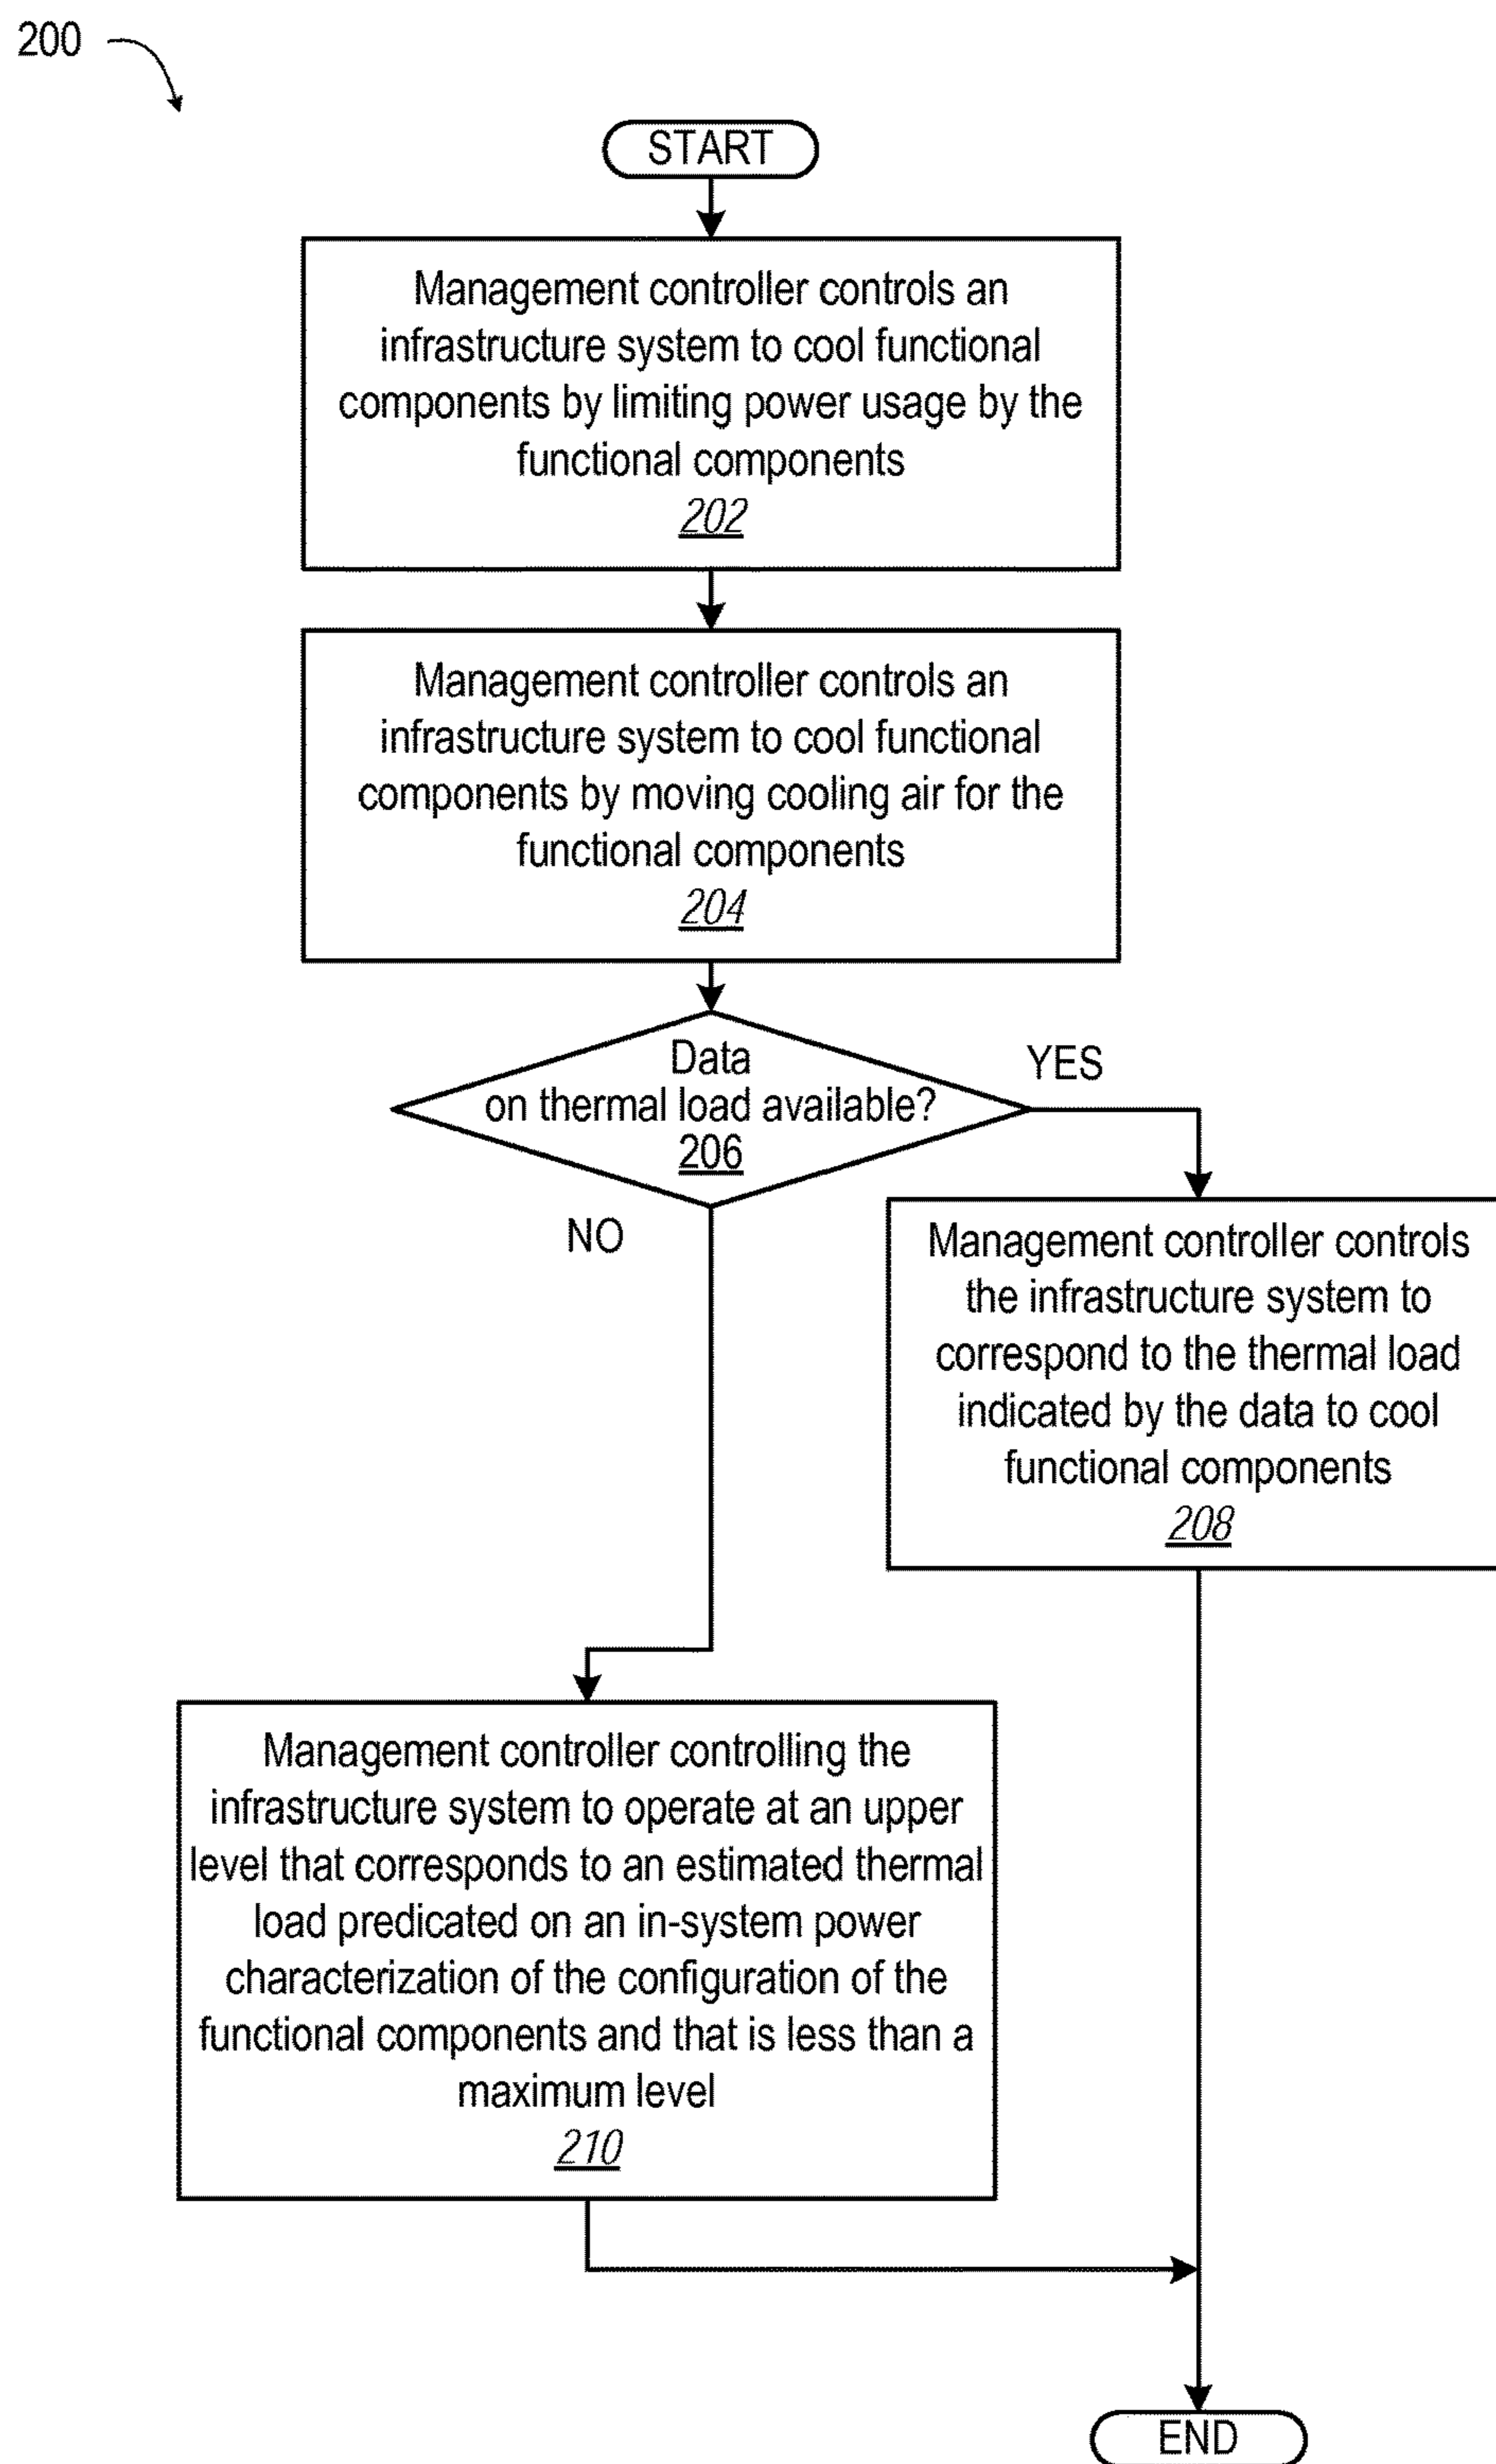 200
START
Management controller controls an
infrastructure system to cool functional
components by limiting power usage by the
functional components
202
Management controller controls an
infrastructure system to cool functional
components by moving cooling air for the
functional components
204
Data
on thermal load available?
206
YES
NO
Management controller controls
the infrastructure system to
correspond to the thermal load
indicated by the data to cool
functional components
208
Management controller controlling the
infrastructure system to operate at an upper
level that corresponds to an estimated thermal
load predicated on an in-system power
characterization of the configuration of the
functional components and that is less than a
maximum level
210
END